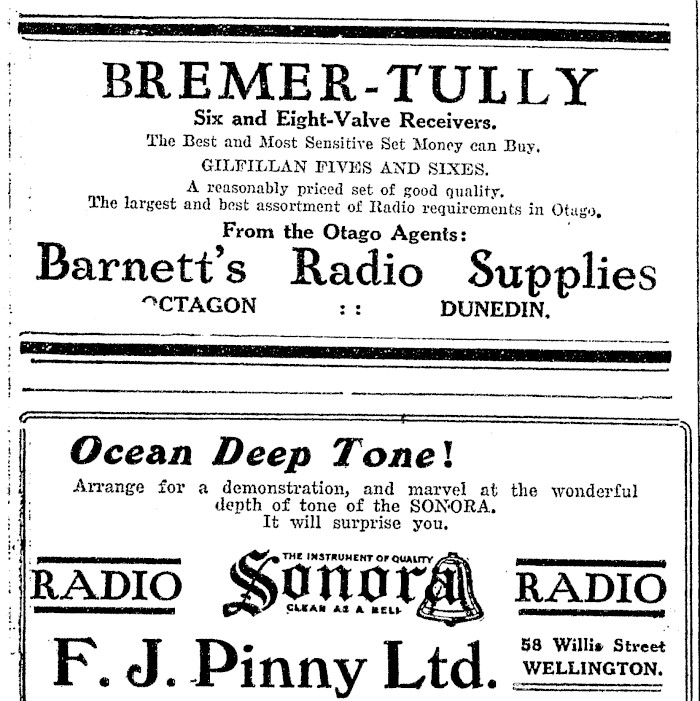 BREMER-TULLY
Six and Eight-Valve Receivers.
The Best and Most Sensitive Set Money can Buy.
GILFILLAN FIVES AND SIXES.
A reasonably priced set of good quality.
The largest and best assortment of Radio requirements in Otago.
From the Otago Agents:
Barnett's Radio Supplies
OCTAGON :: DUNEDIN.
Ocean Deep Tone!
Arrange for a demonstration, and marvel at the wonderful
depth of tone of the SONORA.
It will surprise you.
THE INSTRUMENT OF QUALITY
RADIO Sonora RADIO
CLEAR AS A BELL
F. J. Pinny Ltd.
58 Willis Street
WELLINGTON.